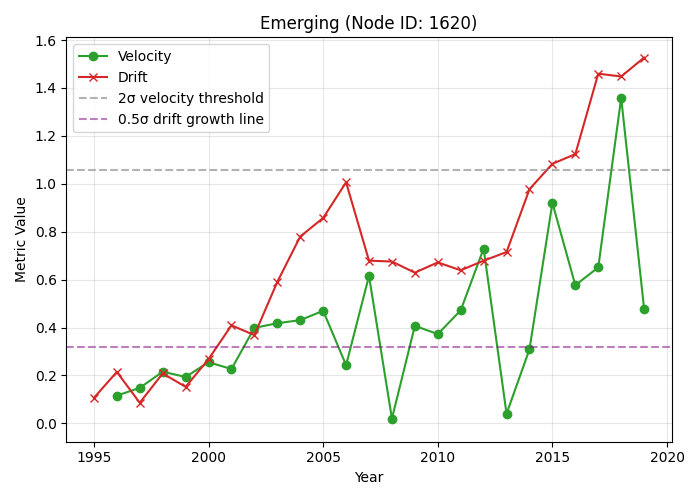 Emerging (Node ID: 1620)
Velocity
Drift
2σ velocity threshold
0.5σ drift growth line
Metric Value
1.6
1.4
1.2
1.0
0.8
0.6
0.4
0.2
0.0
1995 2000 2005 2010 2015 2020
Year